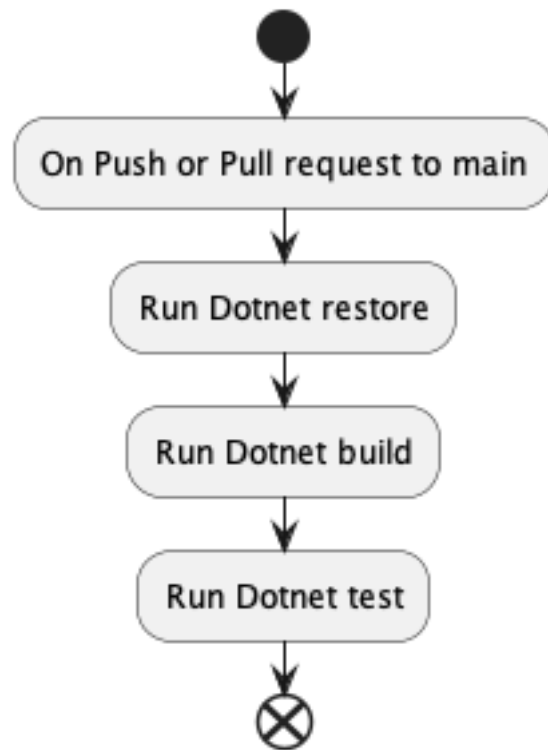 On Push or Pull request to main
Run Dotnet restore
Run Dotnet build
Run Dotnet test